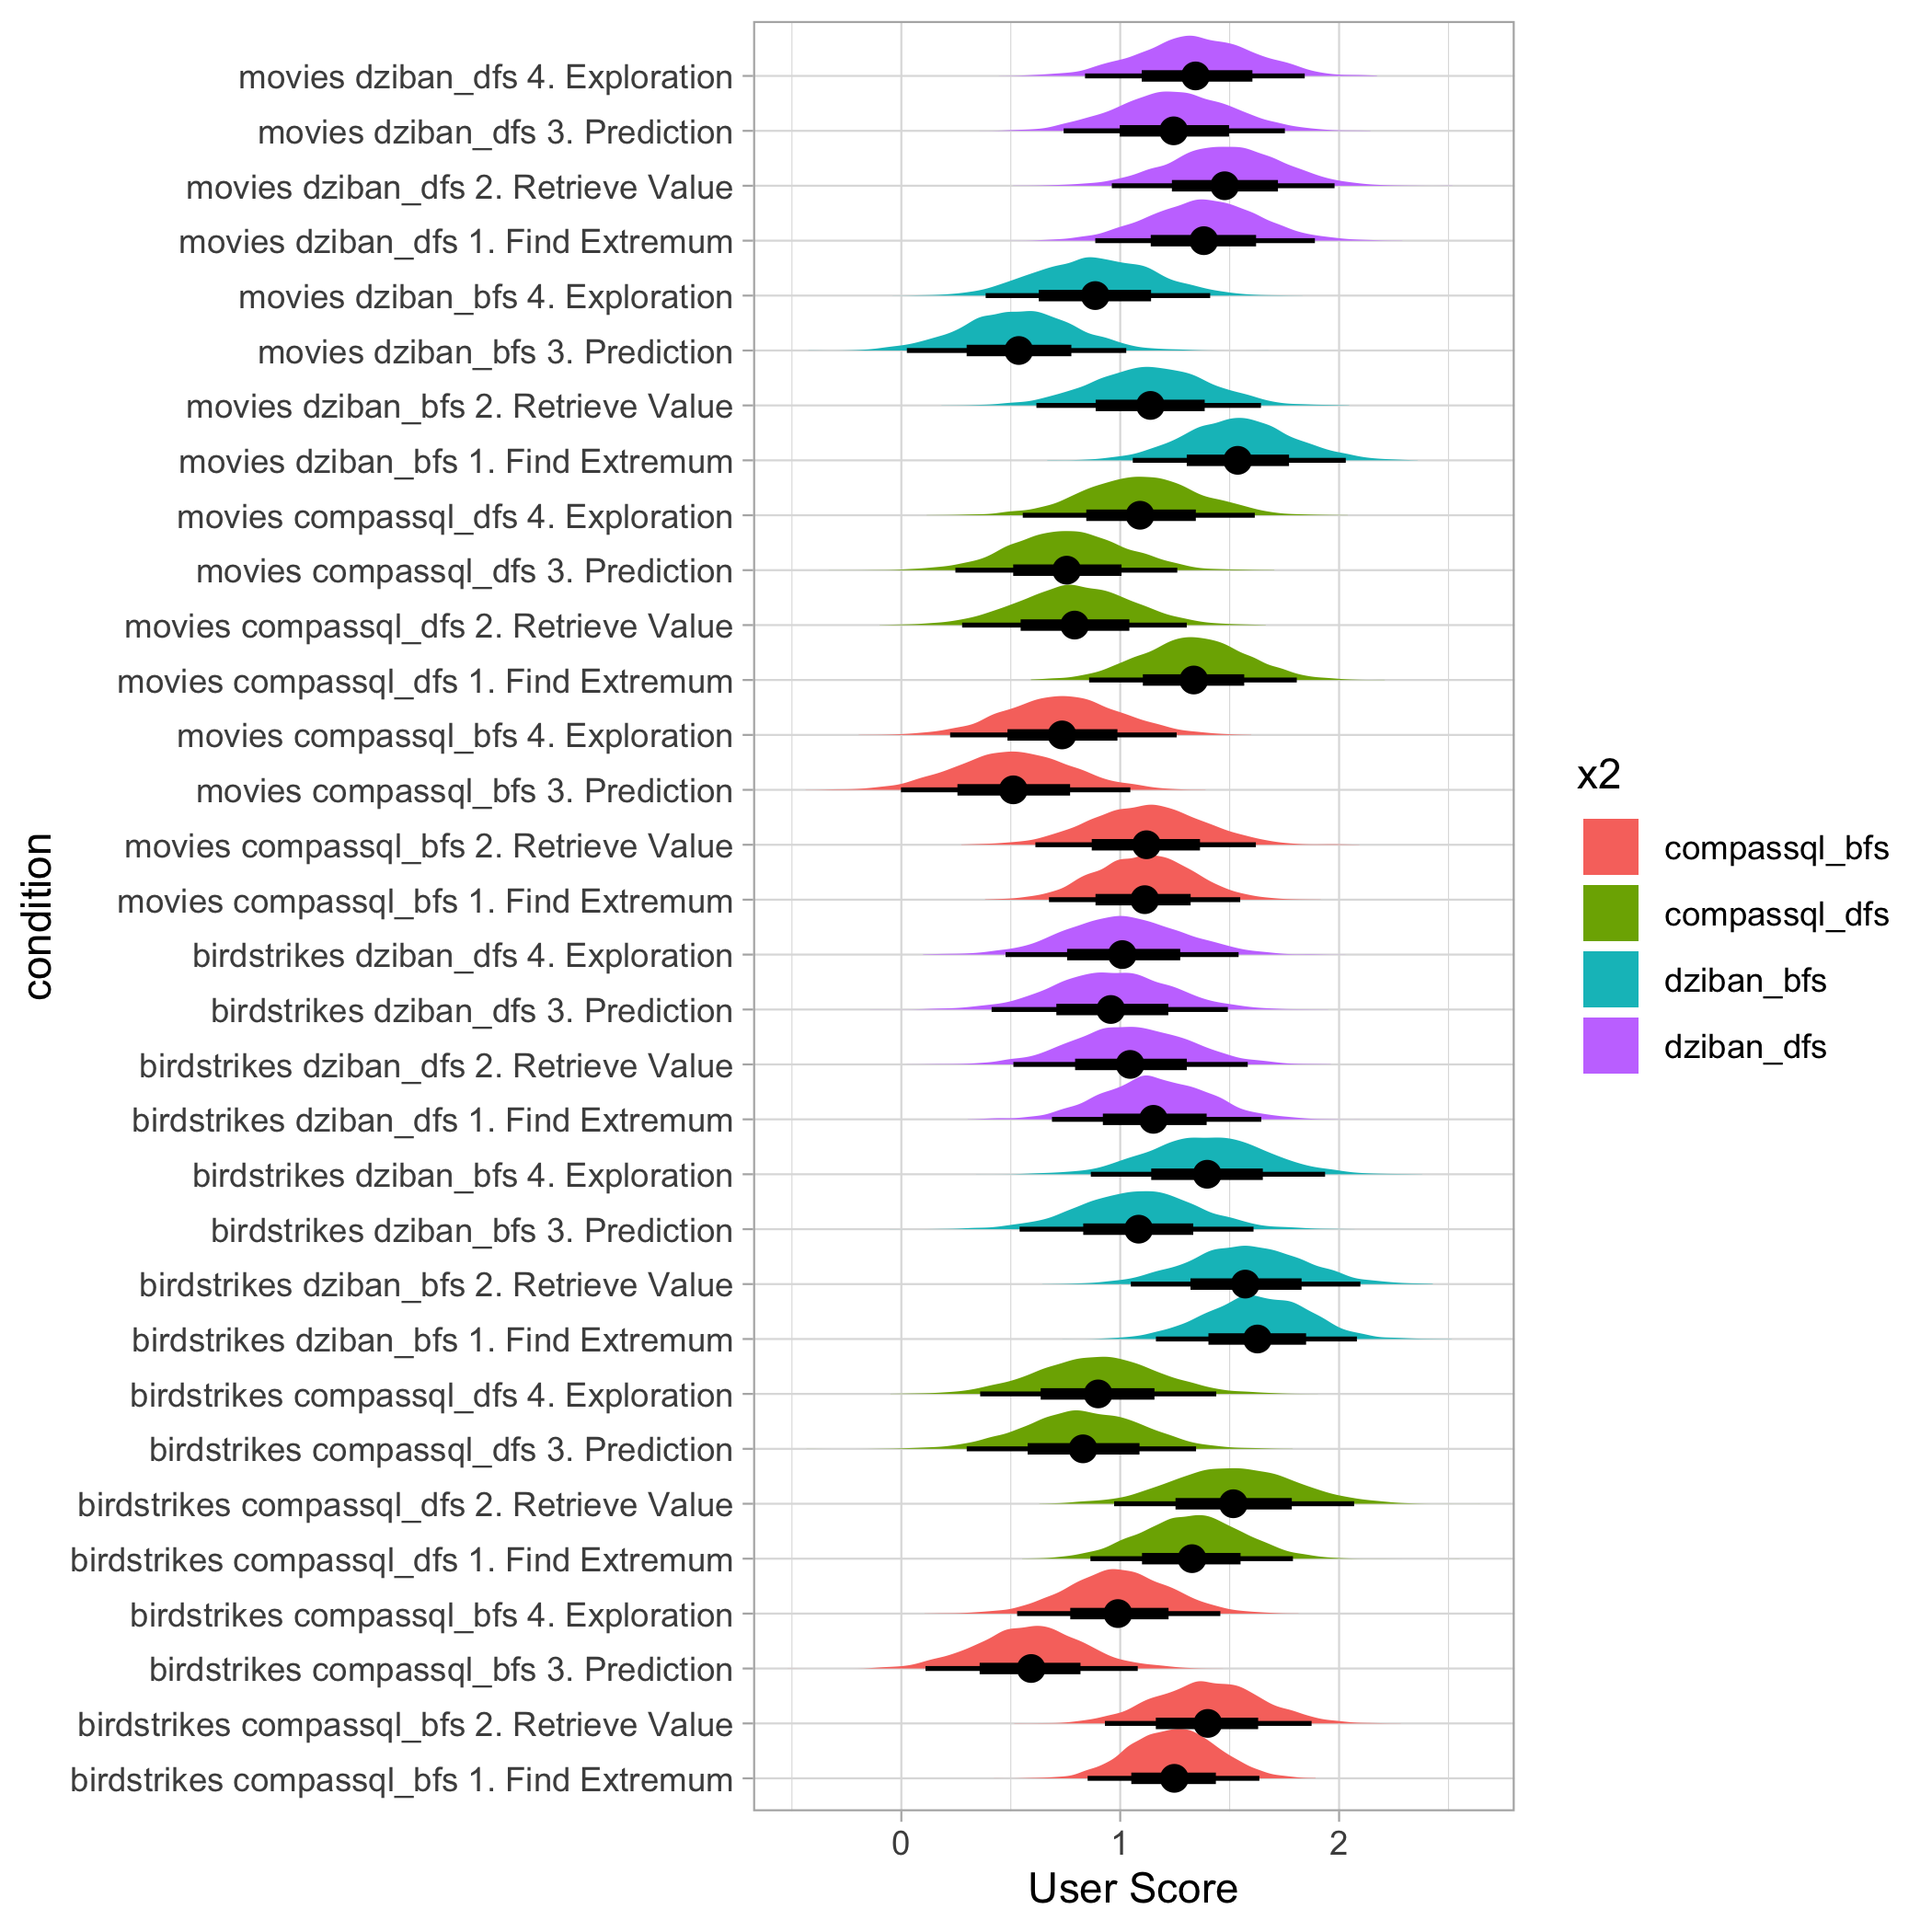 movies dziban_dfs 4. Exploration
movies dziban_dfs 3. Prediction
movies dziban_dfs 2. Retrieve Value
movies dziban_dfs 1. Find Extremum
movies dziban_bfs 4. Exploration
movies dziban_bfs 3. Prediction
movies dziban_bfs 2. Retrieve Value
movies dziban_bfs 1. Find Extremum
movies compassql_dfs 4. Exploration
movies compassql_dfs 3. Prediction
movies compassql_dfs 2. Retrieve Value
movies compassql_dfs 1. Find Extremum
movies compassql_bfs 4. Exploration
movies compassql_bfs 3. Prediction
movies compassql_bfs 2. Retrieve Value
movies compassql_bfs 1. Find Extremum
birdstrikes dziban_dfs 4. Exploration
birdstrikes dziban_dfs 3. Prediction
birdstrikes dziban_dfs 2. Retrieve Value
birdstrikes dziban_dfs 1. Find Extremum
birdstrikes dziban_bfs 4. Exploration
birdstrikes dziban_bfs 3. Prediction
birdstrikes dziban_bfs 2. Retrieve Value
birdstrikes dziban_bfs 1. Find Extremum
birdstrikes compassql_dfs 4. Exploration
birdstrikes compassql_dfs 3. Prediction
birdstrikes compassql_dfs 2. Retrieve Value
birdstrikes compassql_dfs 1. Find Extremum
birdstrikes compassql_bfs 4. Exploration
birdstrikes compassql_bfs 3. Prediction
birdstrikes compassql_bfs 2. Retrieve Value
birdstrikes compassql_bfs 1. Find Extremum
condition
0 1 2
User Score
x2
compassql_bfs
compassql_dfs
dziban_bfs
dziban_dfs